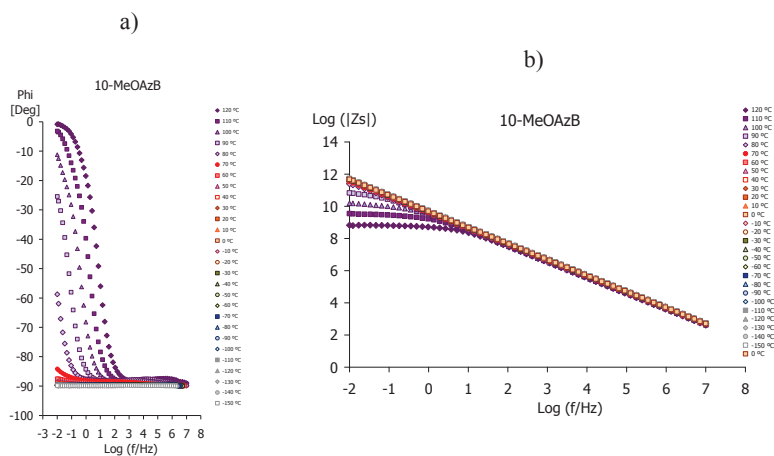 a)
10-MeOAzB
Phi
[Deg]
0
-10
-20
-30
-40
-50
-60
-70
-80
-90
-100
-3 -2 -1 0 1 2 3 4 5 6 7 8
Log (f/Hz)
120 ºC
110 ºC
100 ºC
90 ºC
80 ºC
70 ºC
60 ºC
50 ºC
40 ºC
30 ºC
20 ºC
10 ºC
0 ºC
-10 ºC
-20 ºC
-30 ºC
-40 ºC
-50 ºC
-60 ºC
-70 ºC
-80 ºC
-90 ºC
-100 ºC
-110 ºC
-120 ºC
-130 ºC
-140 ºC
-150 ºC
b)
Log (|Zs|)
10-MeOAzB
14
12
10
8
6
4
2
0
-2 -1 0 1 2 3 4 5 6 7 8
Log (f/Hz)
120 ºC
110 ºC
100 ºC
90 ºC
80 ºC
70 ºC
60 ºC
50 ºC
40 ºC
30 ºC
20 ºC
10 ºC
0 ºC
-10 ºC
-20 ºC
-30 ºC
-40 ºC
-50 ºC
-60 ºC
-70 ºC
-80 ºC
-90 ºC
-100 ºC
-110 ºC
-120 ºC
-130 ºC
-140 ºC
-150 ºC
0 ºC